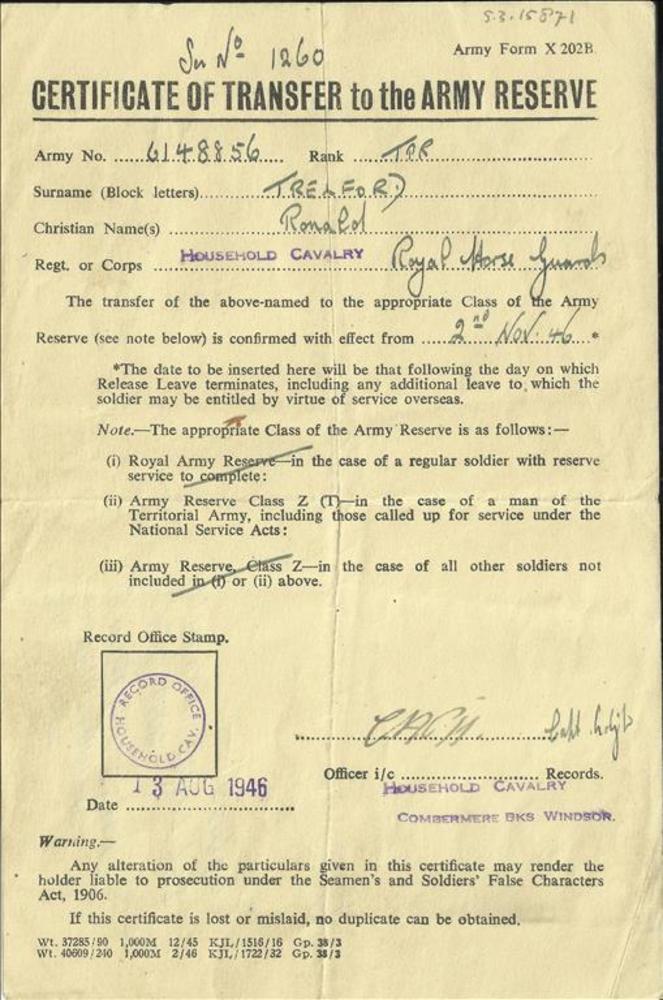 5.3.15871
Ser Nº 1260
Army Form X 202B
CERTIFICATE OF TRANSFER to the ARMY RESERVE
Army No. ......6148856..... Rank .....TPR..............................
Surname (Block letters)............TRELFORD.................................
Christian Name(s) ....................Ronald.......................................
Regt. or Corps ....HOUSEHOLD CAVALRY.....Royal Horse Guards
The transfer of the above-named to the appropriate Class of the Army
Reserve (see note below) is confirmed with effect from ......2nd Nov. 46...*
*The date to be inserted here will be that following the day on which
Release Leave terminates, including any additional leave to which the
soldier may be entitled by virtue of service overseas.
Note.—The appropriate Class of the Army Reserve is as follows:—
(i) Royal Army Reserve—in the case of a regular soldier with reserve
service to complete:
(ii) Army Reserve Class Z (T)—in the case of a man of the
Territorial Army, including those called up for service under the
National Service Acts:
(iii) Army Reserve, Class Z—in the case of all other soldiers not
included in (i) or (ii) above.
Record Office Stamp.
RECORD OFFICE
HOUSEHOLD CAV.
Capt.
Officer i/c .......................... Records.
HOUSEHOLD CAVALRY
13 AUG 1946
Date ..............................
COMBERMERE BKS WINDSOR.
Warning.—
Any alteration of the particulars given in this certificate may render the
holder liable to prosecution under the Seamen's and Soldiers' False Characters
Act, 1906.
If this certificate is lost or mislaid, no duplicate can be obtained.
Wt. 37285/90 1,000M 12/45 KJL/1516/16 Gp. 38/3
Wt. 40609/240 1,000M 2/46 KJL/1722/32 Gp. 38/3